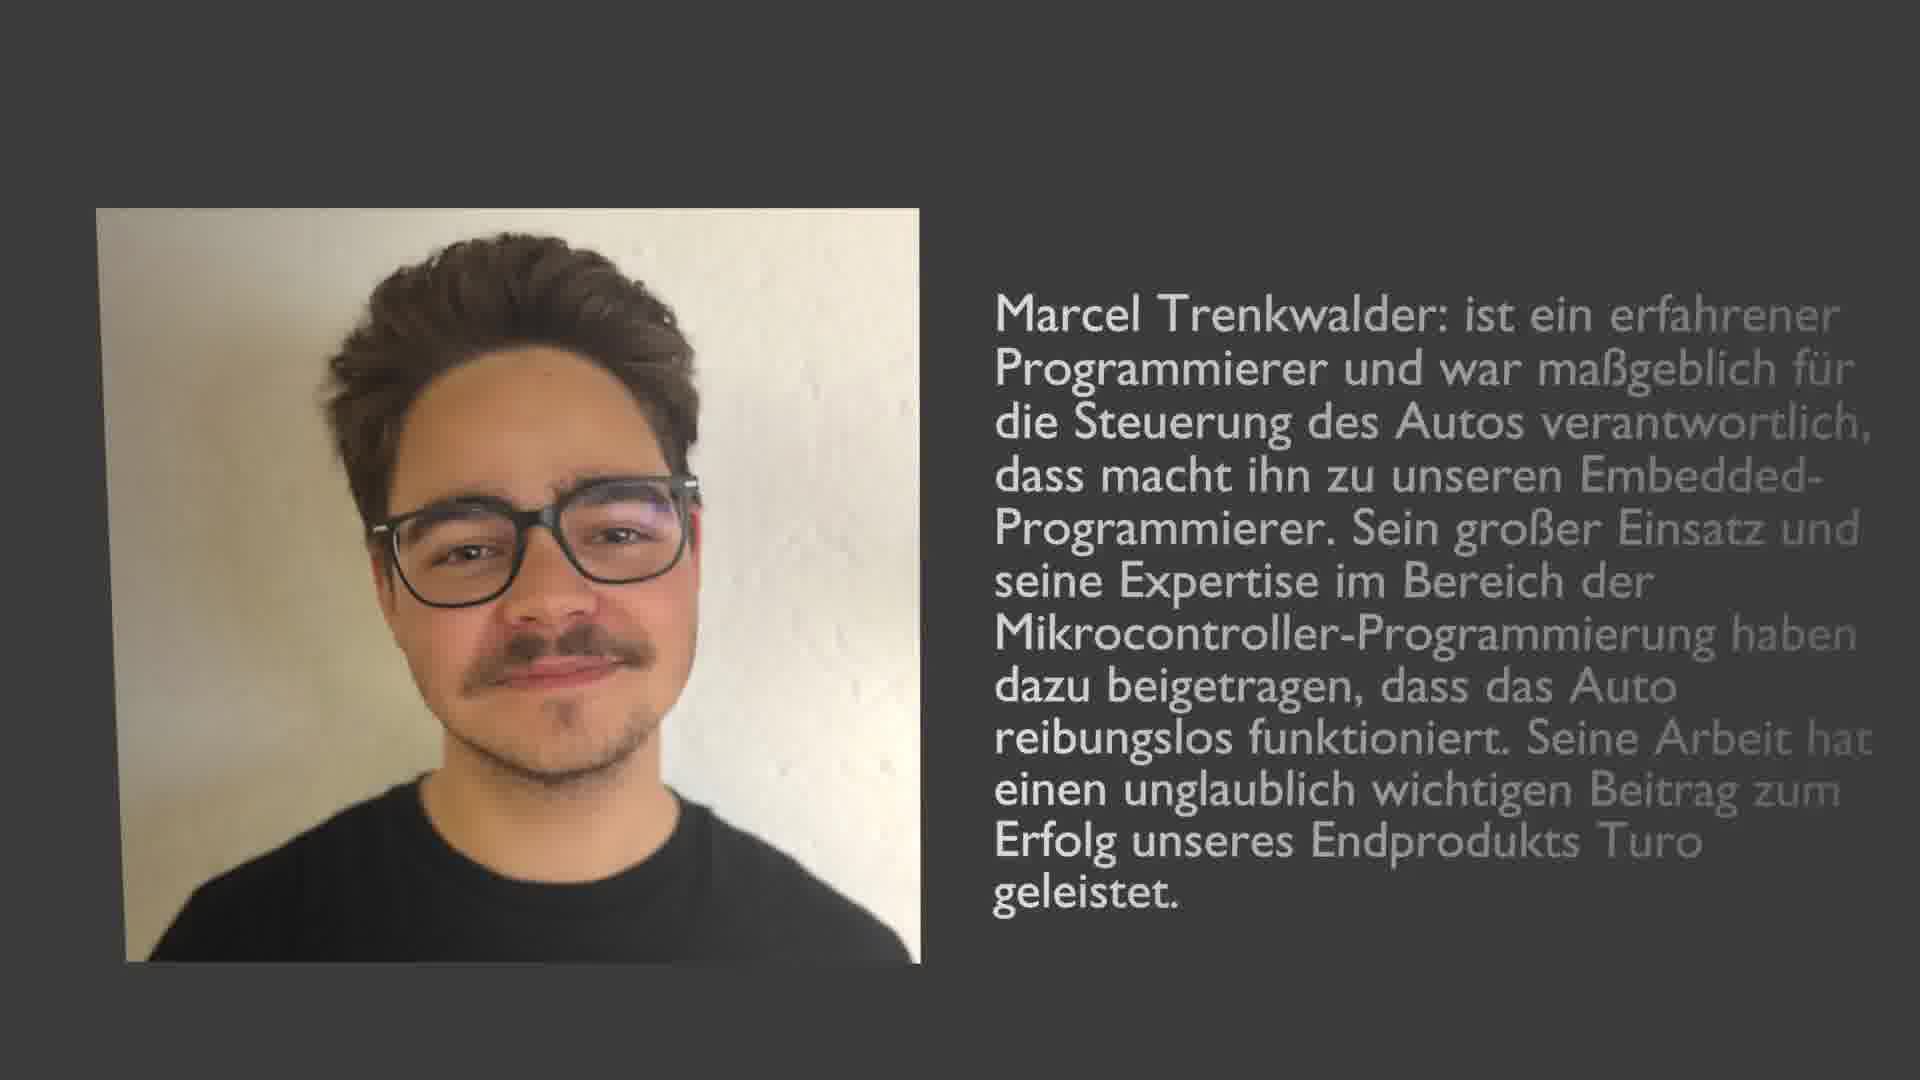 Marcel Trenkwalder: ist ein erfahrener
Programmierer und war maßgeblich für
die Steuerung des Autos verantwortlich,
dass macht ihn zu unseren Embedded-
Programmierer. Sein großer Einsatz und
seine Expertise im Bereich der
Mikrocontroller-Programmierung haben
dazu beigetragen, dass das Auto
reibungslos funktioniert. Seine Arbeit hat
einen unglaublich wichtigen Beitrag zum
Erfolg unseres Endprodukts Turo
geleistet.